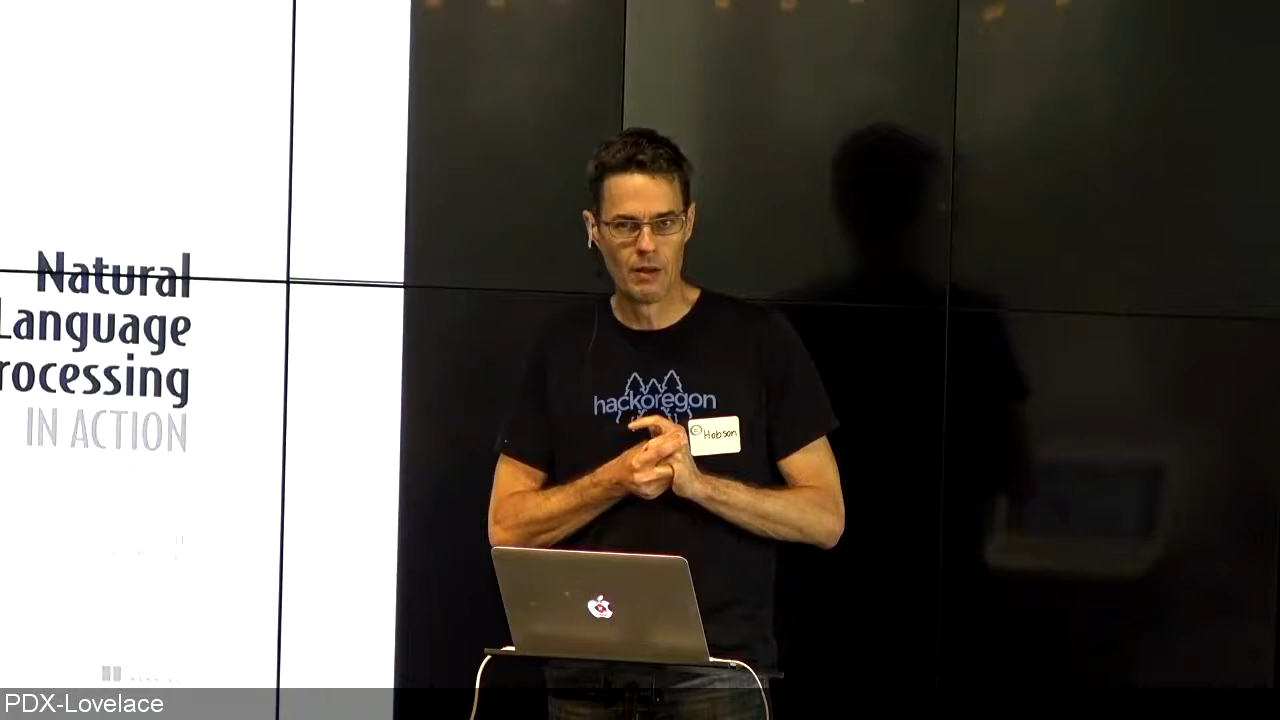 Natural
Language
rocessing
IN ACTION
hackoregon
Hobson
PDX-Lovelace